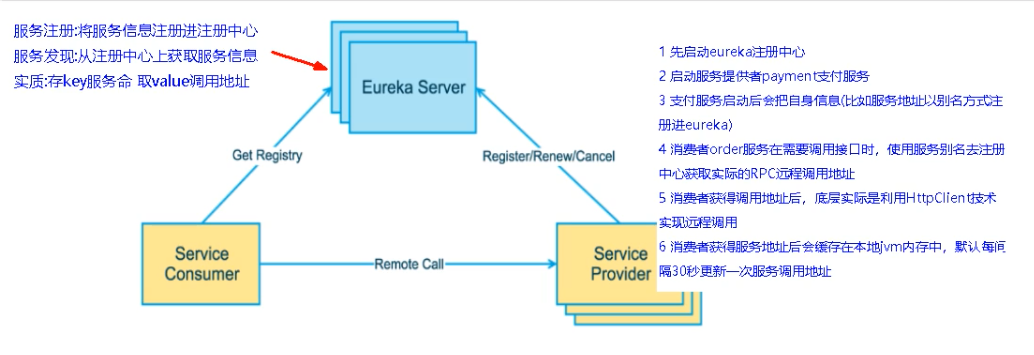 服务注册:将服务信息注册进注册中心
服务发现:从注册中心上获取服务信息
实质:存key服务命 取value调用地址
Eureka Server
Get Registry
Register/Renew/Cancel
Service
Consumer
Remote Call
Service
Provider
1 先启动eureka注册中心
2 启动服务提供者payment支付服务
3 支付服务启动后会把自身信息(比如服务地址以别名方式注
册进eureka)
4 消费者order服务在需要调用接口时，使用服务别名去注册
中心获取实际的RPC远程调用地址
5 消费者获得调用地址后，底层实际是利用HttpClient技术
实现远程调用
6 消费者获得服务地址后会缓存在本地jvm内存中，默认每间
隔30秒更新一次服务调用地址